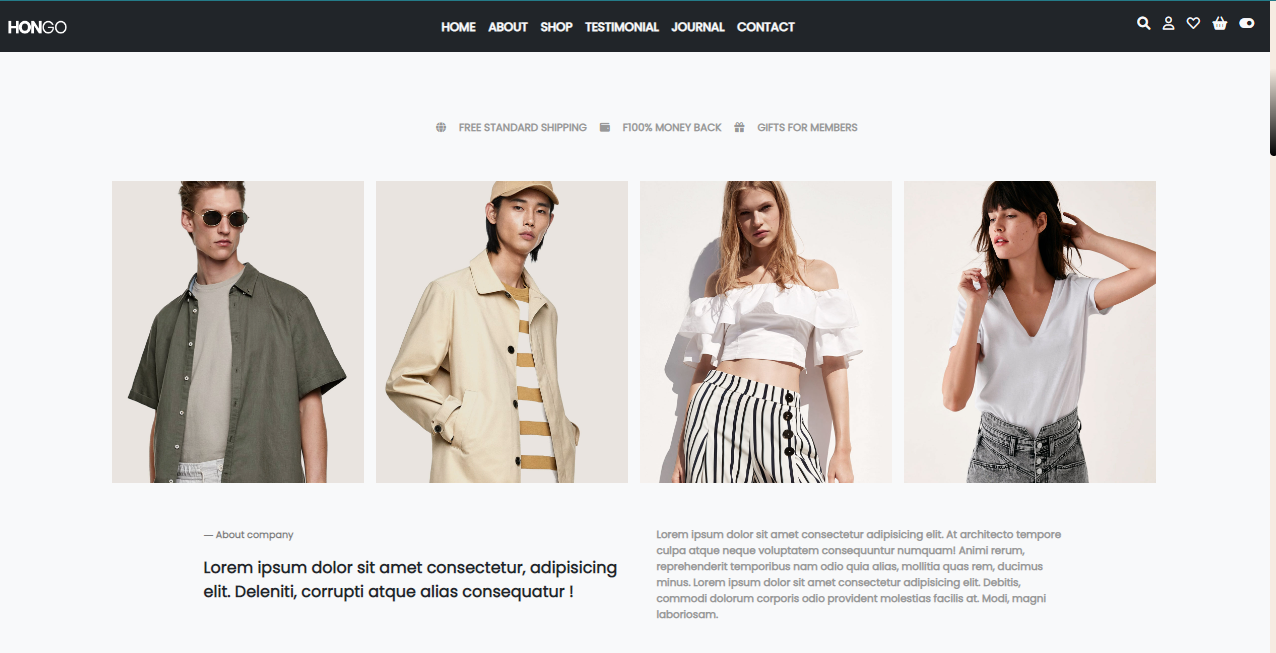 HONGO
HOME ABOUT SHOP TESTIMONIAL JOURNAL CONTACT
FREE STANDARD SHIPPING F100% MONEY BACK GIFTS FOR MEMBERS
— About company
Lorem ipsum dolor sit amet consectetur, adipisicing
elit. Deleniti, corrupti atque alias consequatur !
Lorem ipsum dolor sit amet consectetur adipisicing elit. At architecto tempore
culpa atque neque voluptatem consequuntur numquam! Animi rerum,
reprehenderit temporibus nam odio quia alias, mollitia quas rem, ducimus
minus. Lorem ipsum dolor sit amet consectetur adipisicing elit. Debitis,
commodi dolorum corporis odio provident molestias facilis at. Modi, magni
laboriosam.